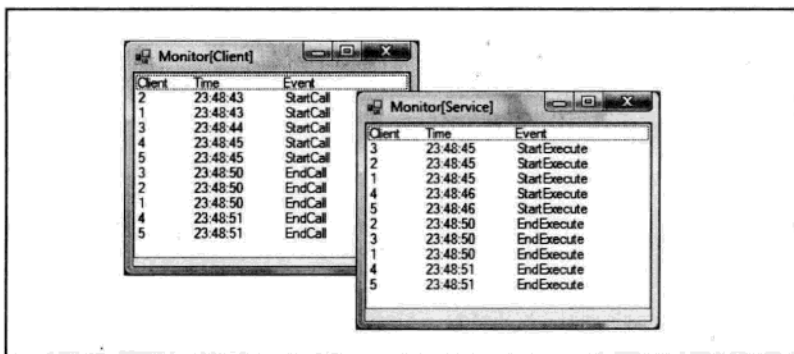 Monitor[Client]
Client Time Event
2 23:48:43 StartCall
1 23:48:43 StartCall
3 23:48:44 StartCall
4 23:48:45 StartCall
5 23:48:45 StartCall
3 23:48:50 EndCall
2 23:48:50 EndCall
1 23:48:50 EndCall
4 23:48:51 EndCall
5 23:48:51 EndCall
Monitor[Service]
Client Time Event
3 23:48:45 StartExecute
2 23:48:45 StartExecute
1 23:48:45 StartExecute
4 23:48:46 StartExecute
5 23:48:46 StartExecute
2 23:48:50 EndExecute
3 23:48:50 EndExecute
1 23:48:50 EndExecute
4 23:48:51 EndExecute
5 23:48:51 EndExecute